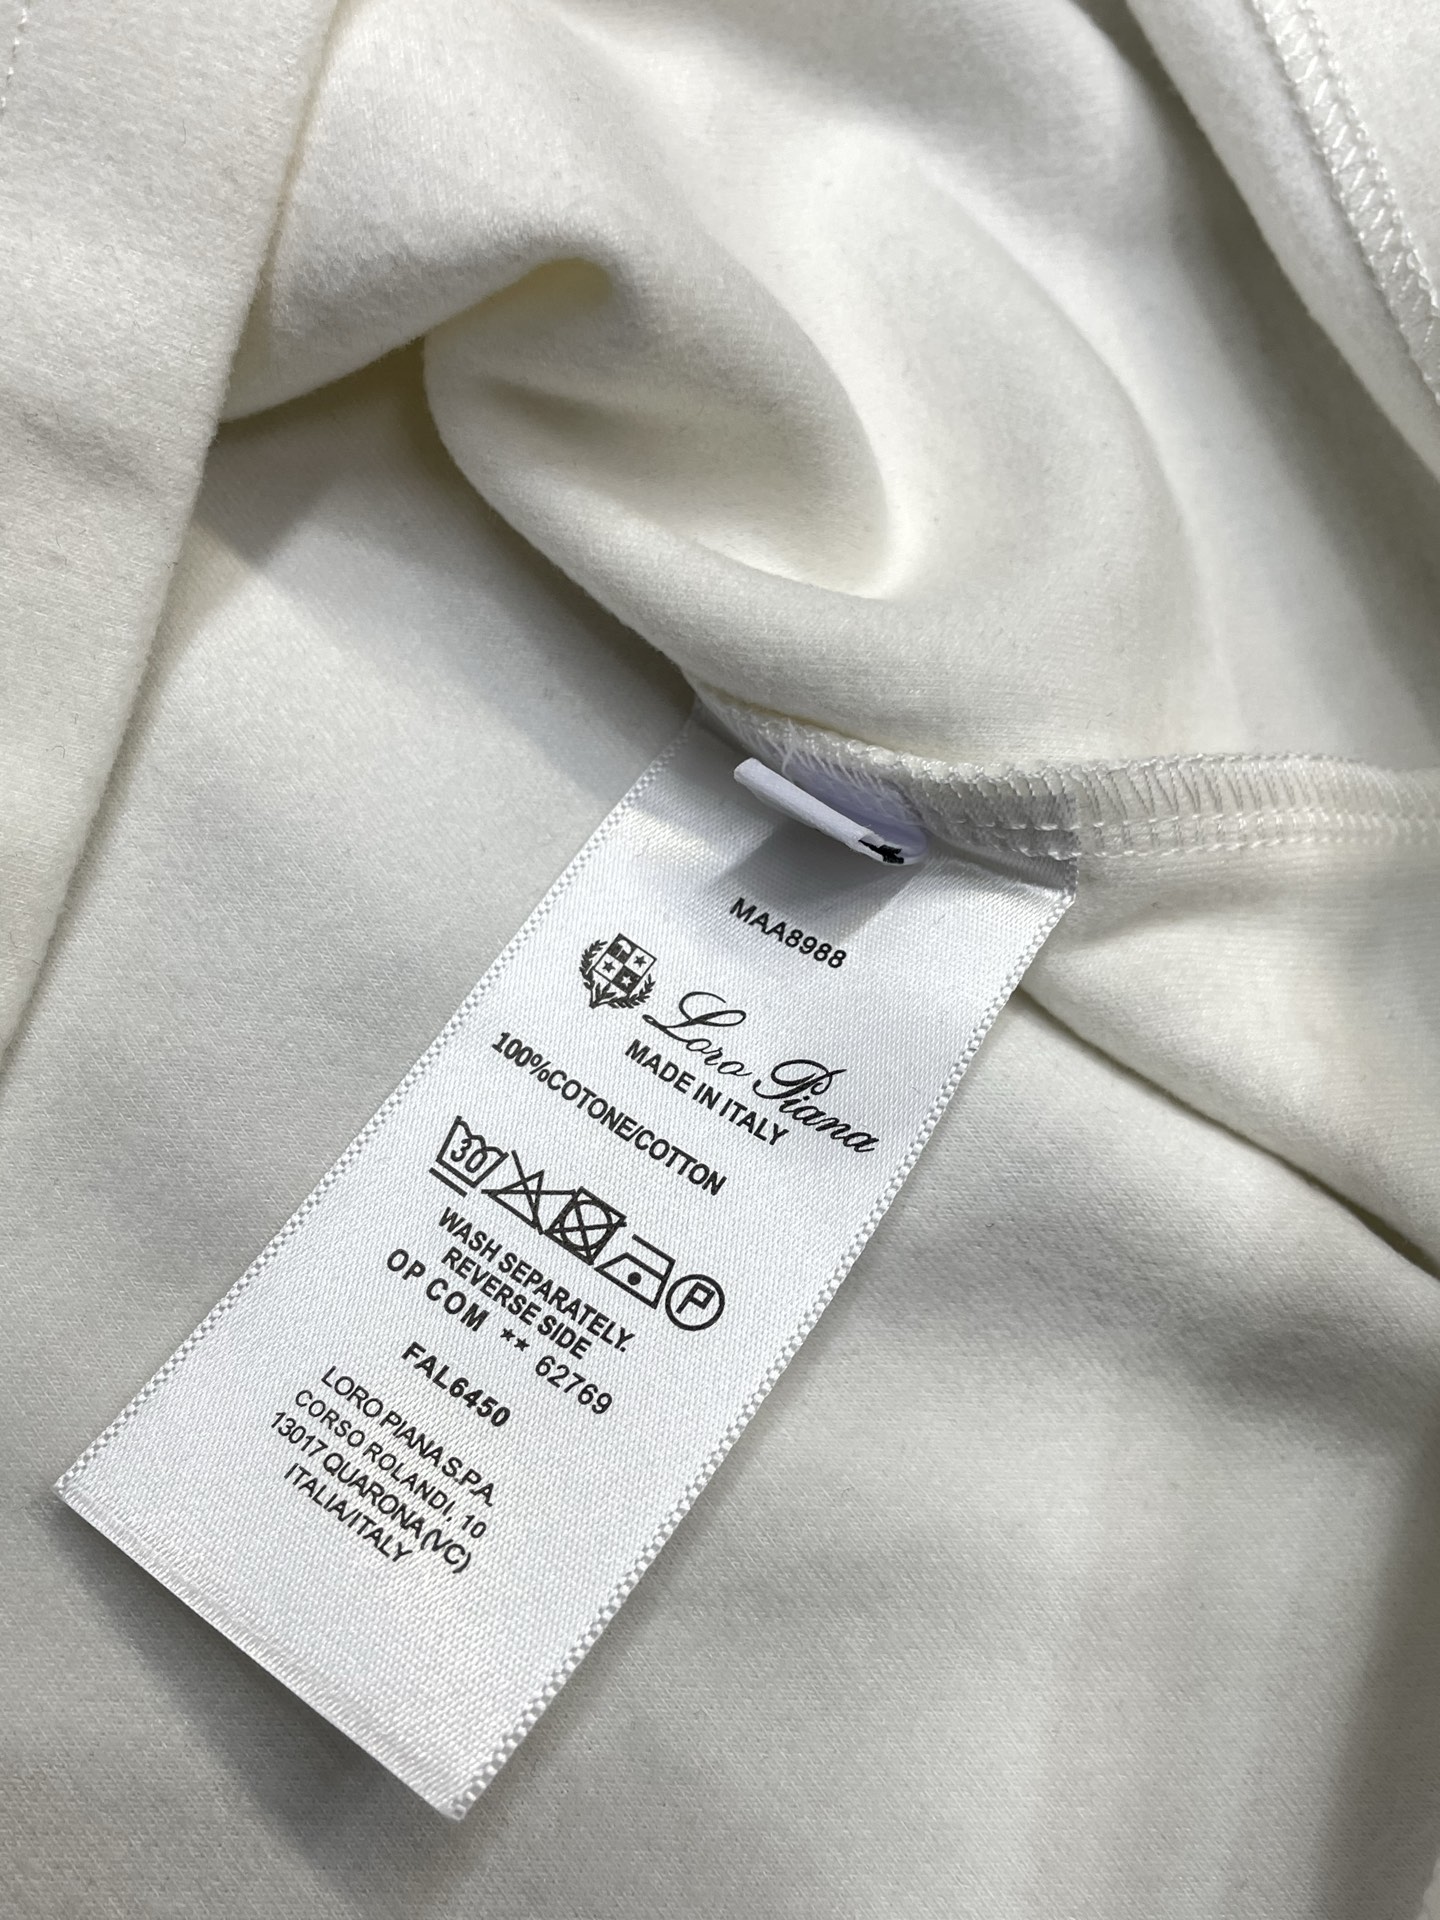 MAA8988
Loro Piana
MADE IN ITALY
100%COTONE/COTTON
30 P
WASH SEPARATELY.
REVERSE SIDE
OP COM ** 62769
FAL6450
LORO PIANA S.P.A.
CORSO ROLANDI, 10
13017 QUARONA (VC)
ITALIA/ITALY